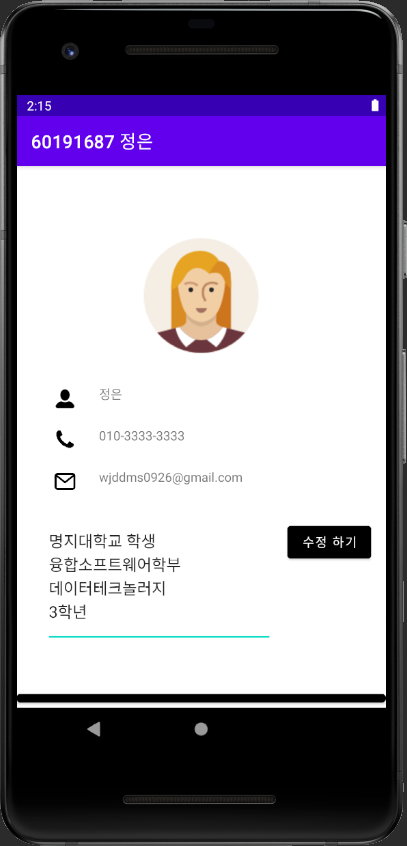 2:15
60191687 정은
정은
010-3333-3333
wjddms0926@gmail.com
명지대학교 학생
융합소프트웨어학부
데이터테크놀러지
3학년
수정 하기